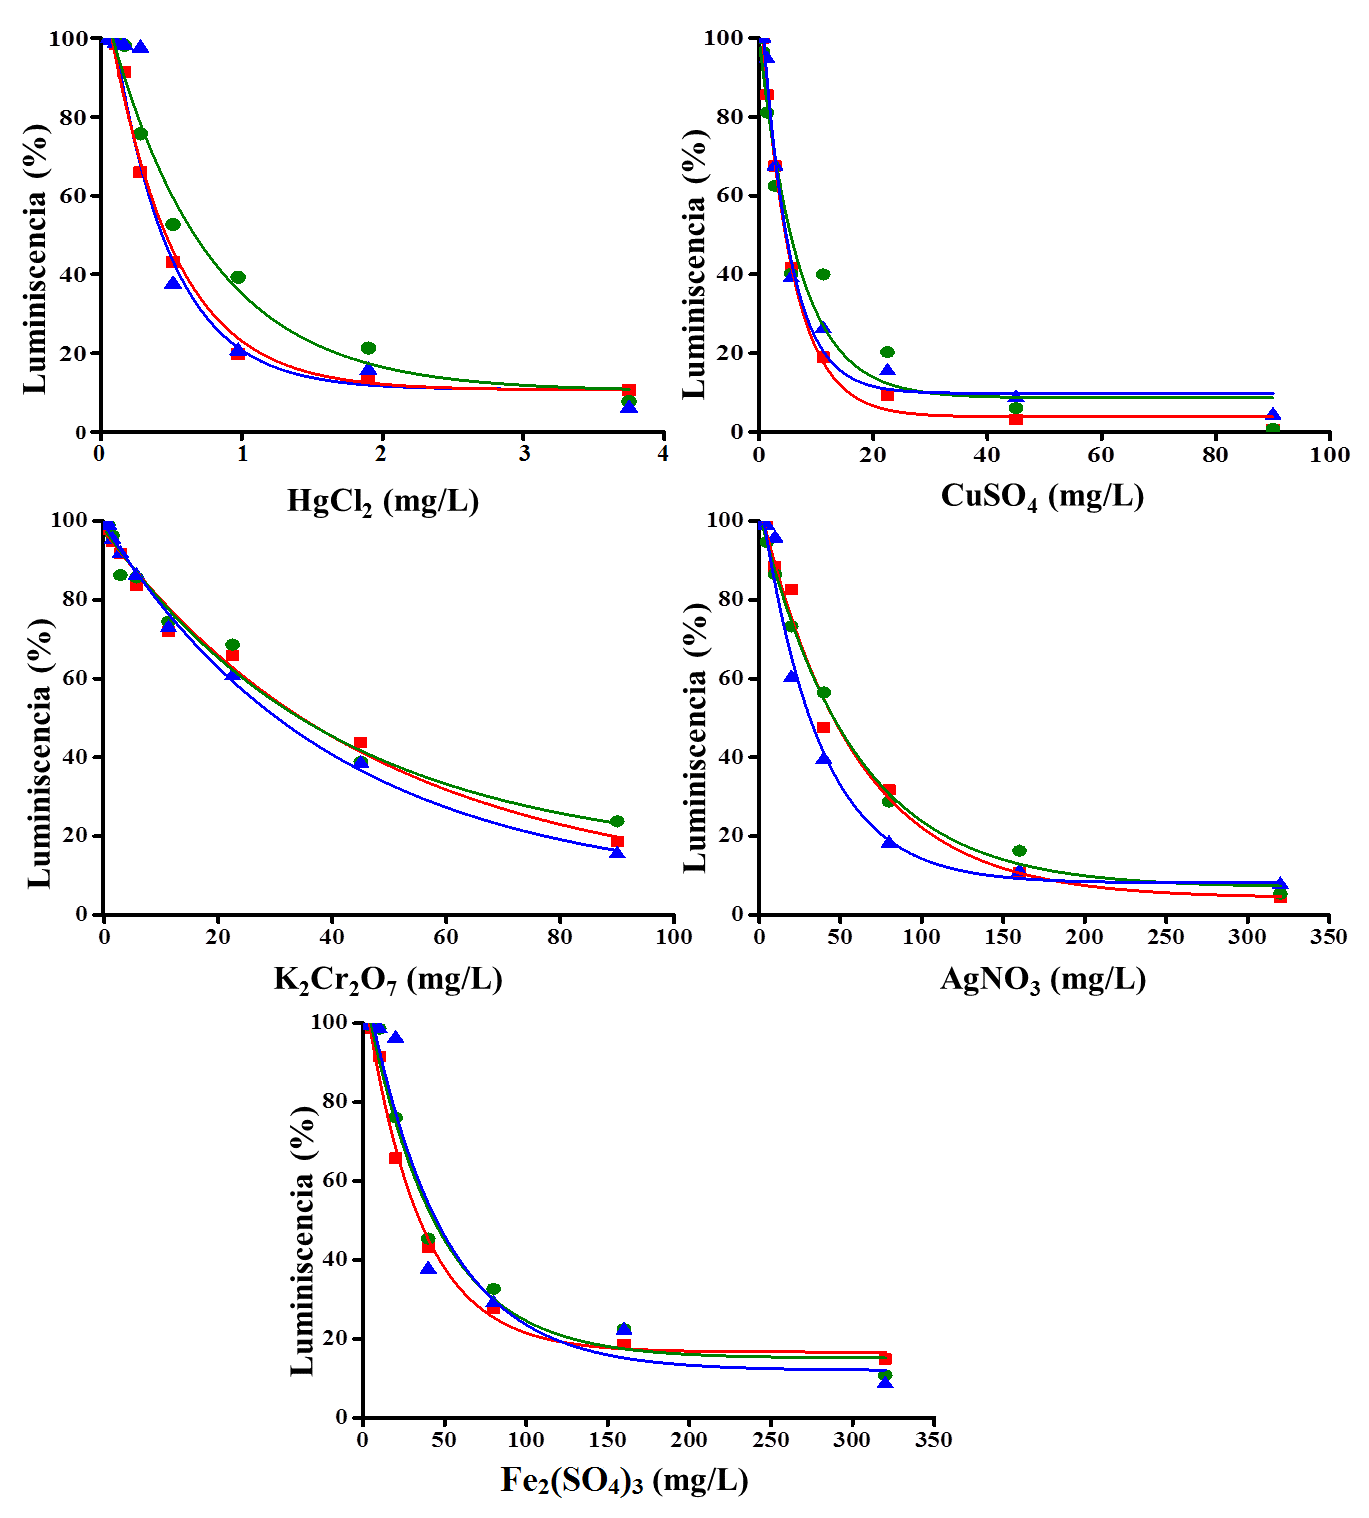 100
80
60
40
20
0
Luminiscencia (%)
0 1 2 3 4
HgCl₂ (mg/L)
100
80
60
40
20
0
Luminiscencia (%)
0 20 40 60 80 100
CuSO₄ (mg/L)
100
80
60
40
20
0
Luminiscencia (%)
0 20 40 60 80 100
K₂Cr₂O₇ (mg/L)
100
80
60
40
20
0
Luminiscencia (%)
0 50 100 150 200 250 300 350
AgNO₃ (mg/L)
100
80
60
40
20
0
Luminiscencia (%)
0 50 100 150 200 250 300 350
Fe₂(SO₄)₃ (mg/L)